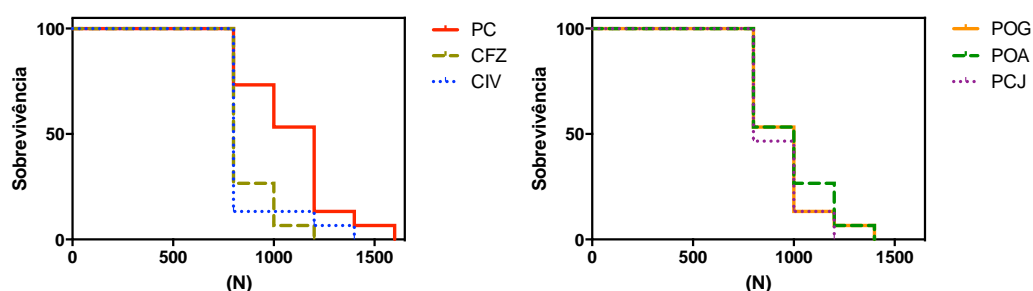 Sobrevivência
100
50
0
0
500
1000
1500
(N)
PC
CFZ
CIV
Sobrevivência
100
50
0
0
500
1000
1500
(N)
POG
POA
PCJ